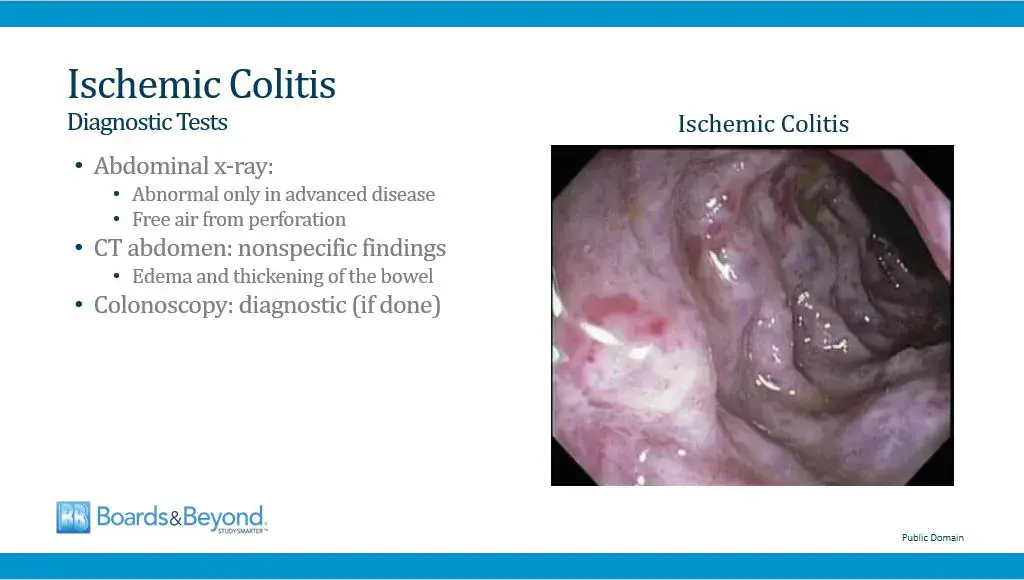 Ischemic Colitis
Diagnostic Tests
• Abdominal x-ray:
• Abnormal only in advanced disease
• Free air from perforation
• CT abdomen: nonspecific findings
• Edema and thickening of the bowel
• Colonoscopy: diagnostic (if done)
Ischemic Colitis
BB Boards&Beyond.
STUDY SMARTER™
Public Domain